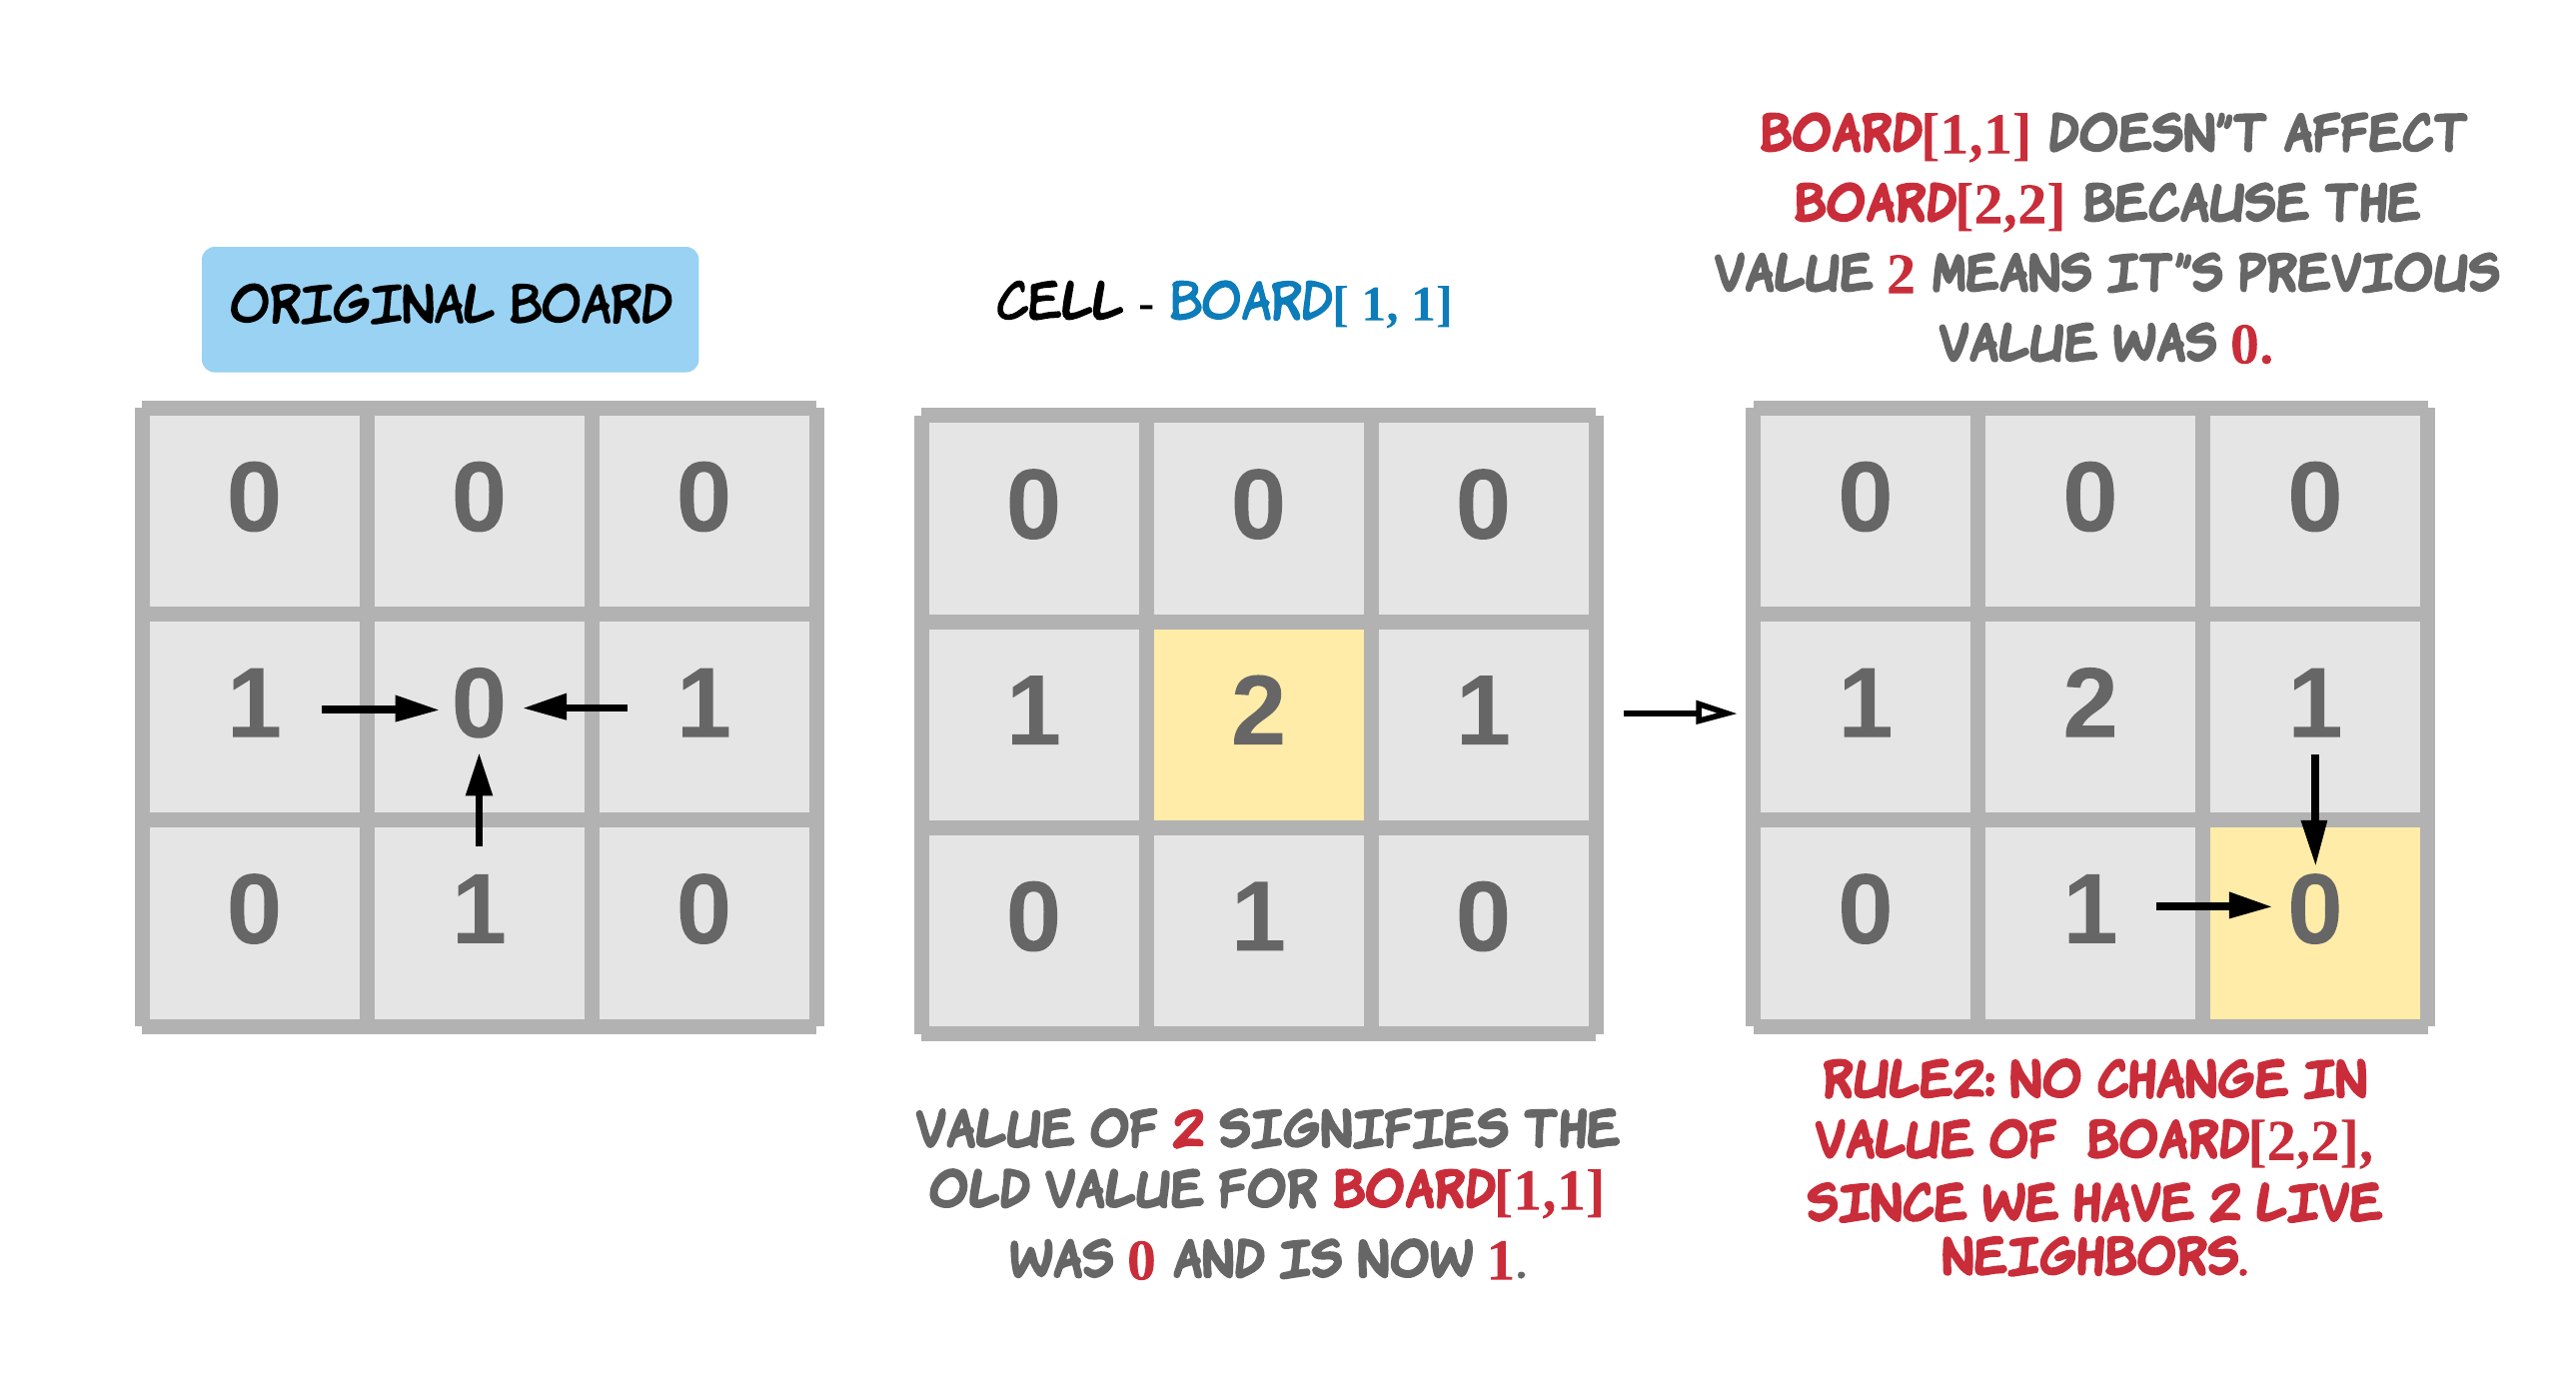 ORIGINAL BOARD
0 0 0
1 0 1
0 1 0
CELL - BOARD[ 1, 1]
0 0 0
1 2 1
0 1 0
VALUE OF 2 SIGNIFIES THE
OLD VALUE FOR BOARD[1,1]
WAS 0 AND IS NOW 1.
BOARD[1,1] DOESN"T AFFECT
BOARD[2,2] BECAUSE THE
VALUE 2 MEANS IT"S PREVIOUS
VALUE WAS 0.
0 0 0
1 2 1
0 1 0
RULE2: NO CHANGE IN
VALUE OF BOARD[2,2],
SINCE WE HAVE 2 LIVE
NEIGHBORS.